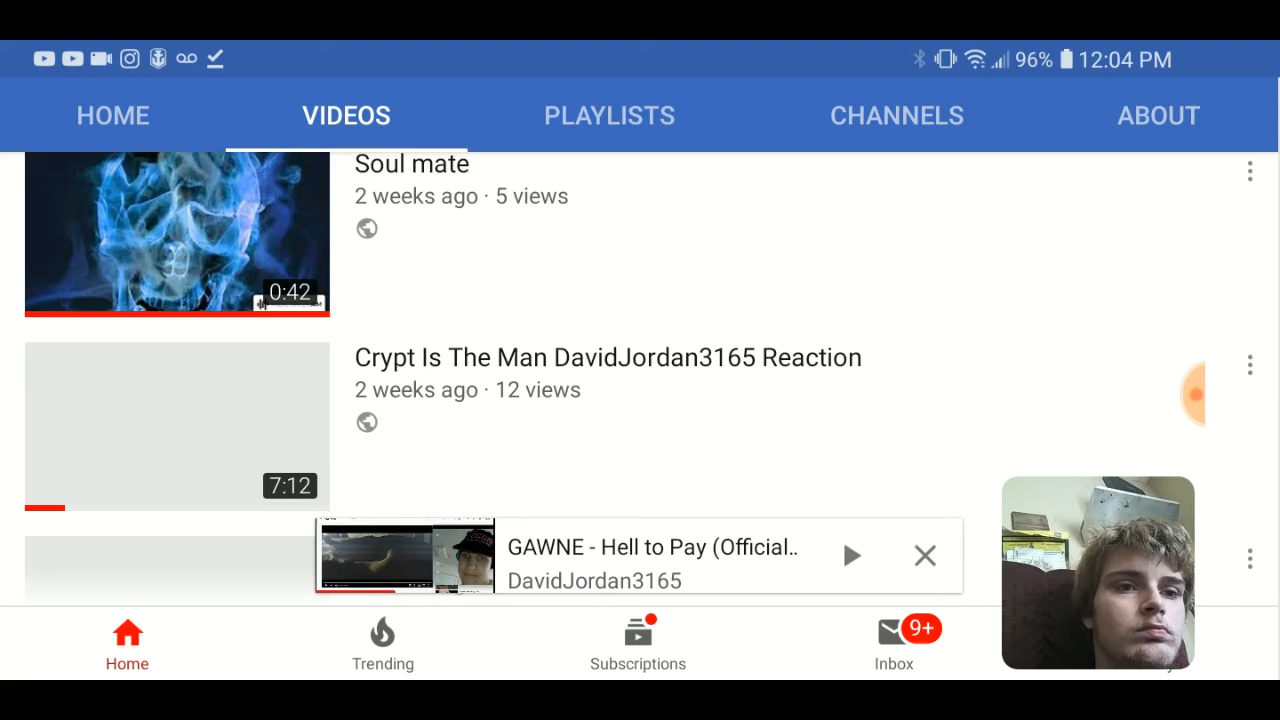 96% 12:04 PM
HOME VIDEOS PLAYLISTS CHANNELS ABOUT
Soul mate
2 weeks ago · 5 views
0:42
Crypt Is The Man DavidJordan3165 Reaction
2 weeks ago · 12 views
7:12
GAWNE - Hell to Pay (Official..
DavidJordan3165
9+
Home Trending Subscriptions Inbox